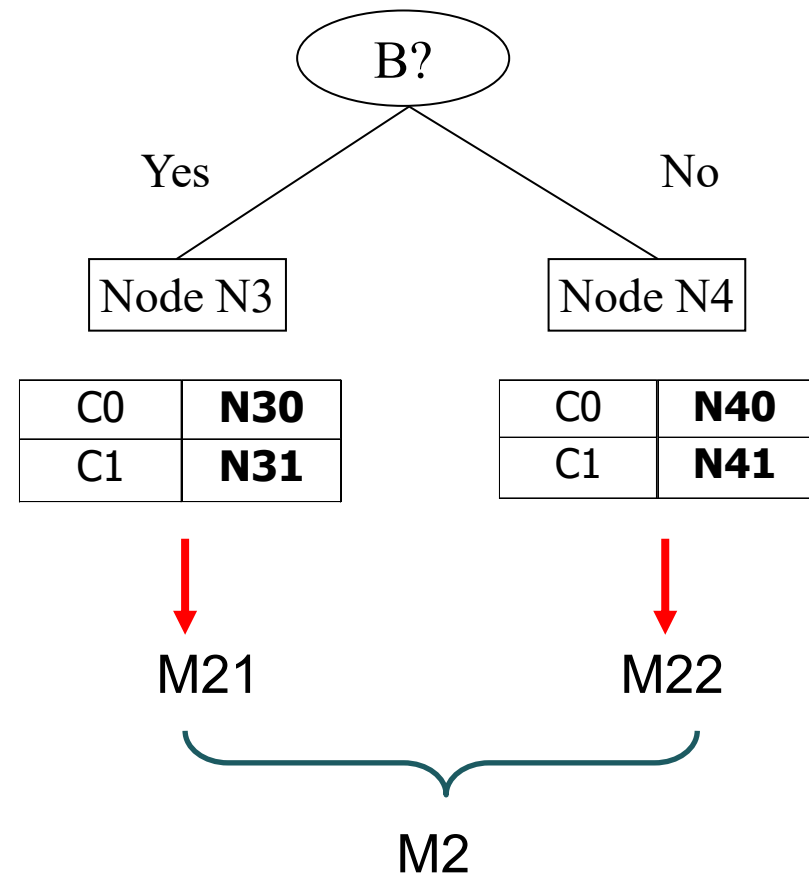 B?
Yes No
Node N3 Node N4
C0 N30 C0 N40
C1 N31 C1 N41
M21 M22
M2